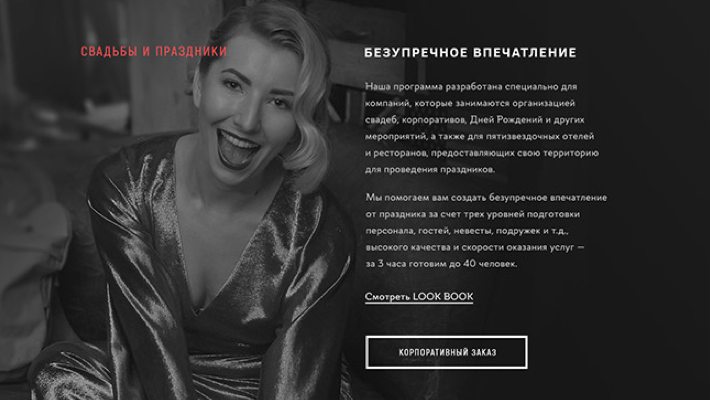 СВАДЬБЫ И ПРАЗДНИКИ
БЕЗУПРЕЧНОЕ ВПЕЧАТЛЕНИЕ
Наша программа разработана специально для
компаний, которые занимаются организацией
свадеб, корпоративов, Дней Рождений и других
мероприятий, а также для пятизвездочных отелей
и ресторанов, предоставляющих свою территорию
для проведения праздников.
Мы помогаем вам создать безупречное впечатление
от праздника за счет трех уровней подготовки
персонала, гостей, невесты, подружек и т.д.,
высокого качества и скорости оказания услуг —
за 3 часа готовим до 40 человек.
Смотреть LOOK BOOK
КОРПОРАТИВНЫЙ ЗАКАЗ